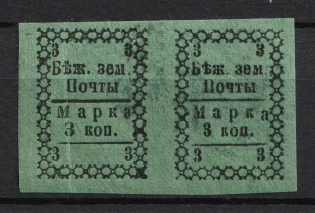 3 3
Бѣж. зем.
Почты
Марка
3 коп.
3 3
3 3
Бѣж. зем.
Почты
Марка
3 коп.
3 3